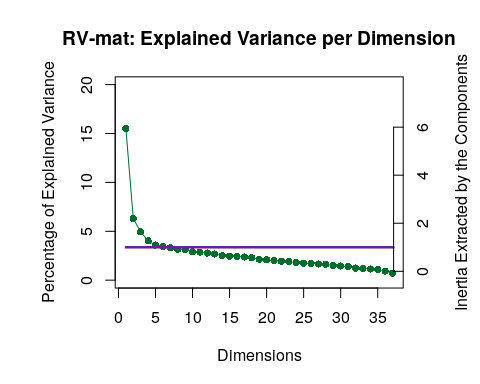 RV-mat: Explained Variance per Dimension
Percentage of Explained Variance
20
15
10
5
0
6
4
2
0
Inertia Extracted by the Components
0 5 10 15 20 25 30 35
Dimensions